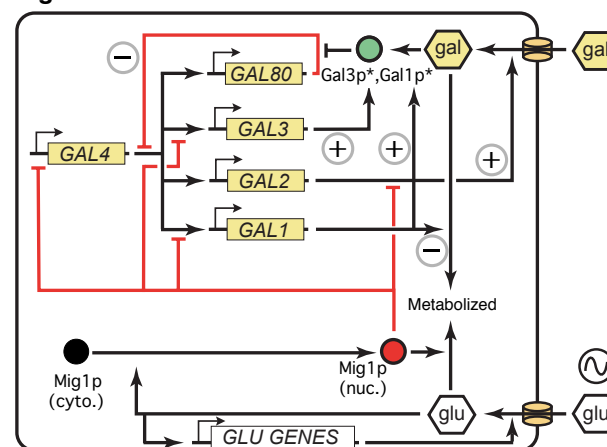 gal
gal
GAL80
Gal3p*,Gal1p*
GAL3
GAL4
GAL2
GAL1
Metabolized
Mig1p
(cyto.)
Mig1p
(nuc.)
glu
glu
GLU GENES